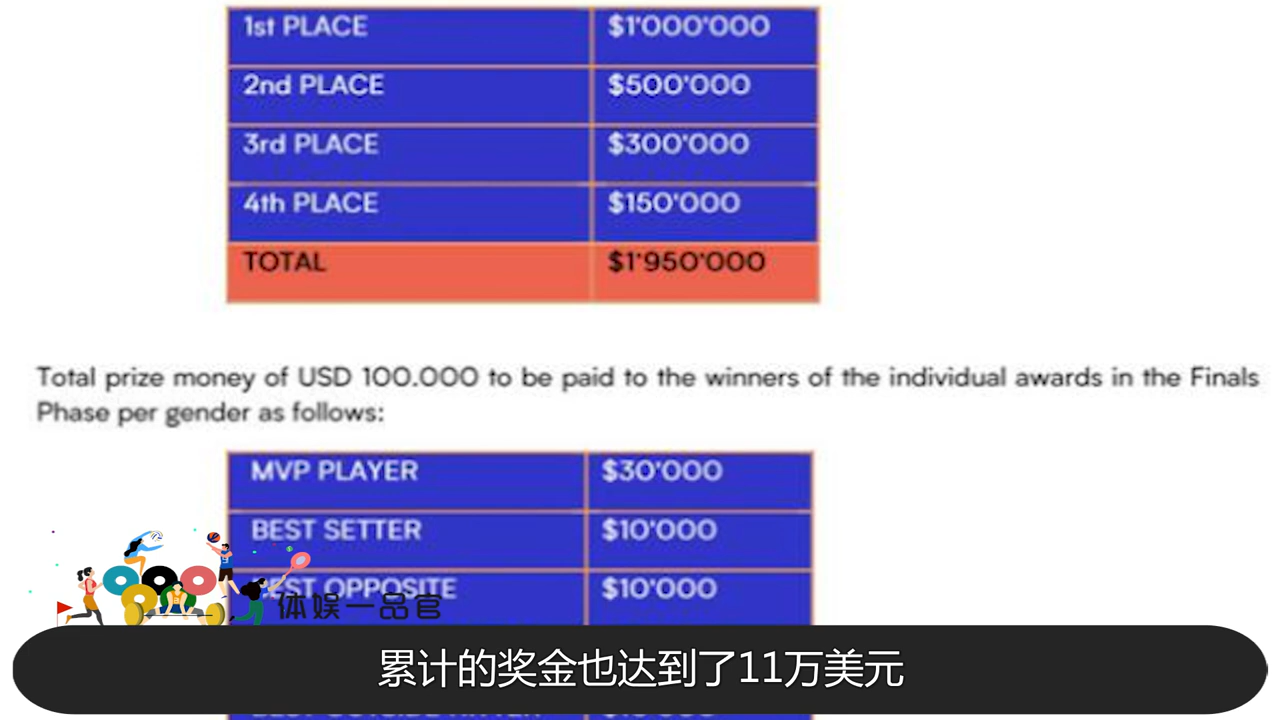 1st PLACE $1'000'000
2nd PLACE $500'000
3rd PLACE $300'000
4th PLACE $150'000
TOTAL $1'950'000
Total prize money of USD 100.000 to be paid to the winners of the individual awards in the Finals
Phase per gender as follows:
MVP PLAYER $30'000
BEST SETTER $10'000
BEST OPPOSITE $10'000
体娱一品官
累计的奖金也达到了11万美元